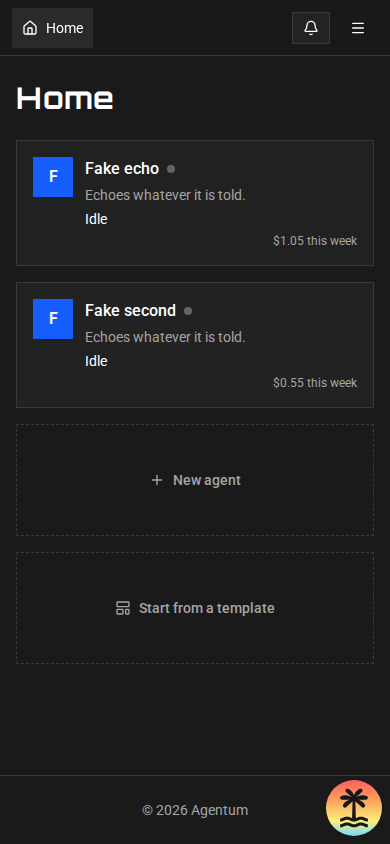 Home
Home
F
Fake echo
Echoes whatever it is told.
Idle
$1.05 this week
F
Fake second
Echoes whatever it is told.
Idle
$0.55 this week
New agent
Start from a template
© 2026 Agentum